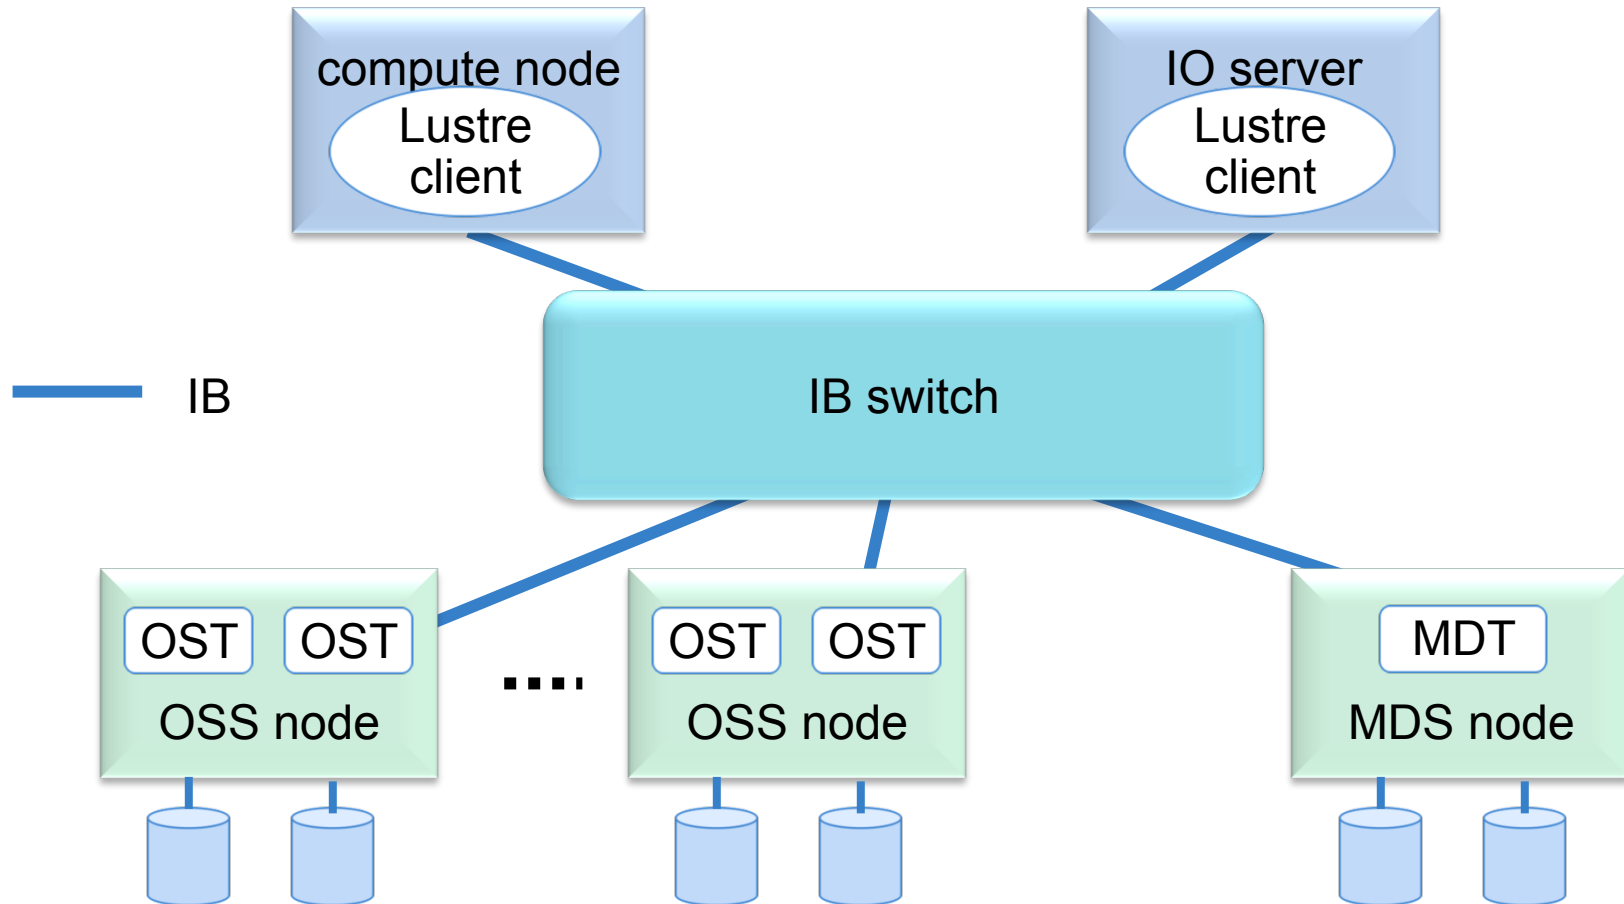 compute node
Lustre
client
IO server
Lustre
client
IB
IB switch
OST
OST
OSS node
.....
OST
OST
OSS node
MDT
MDS node